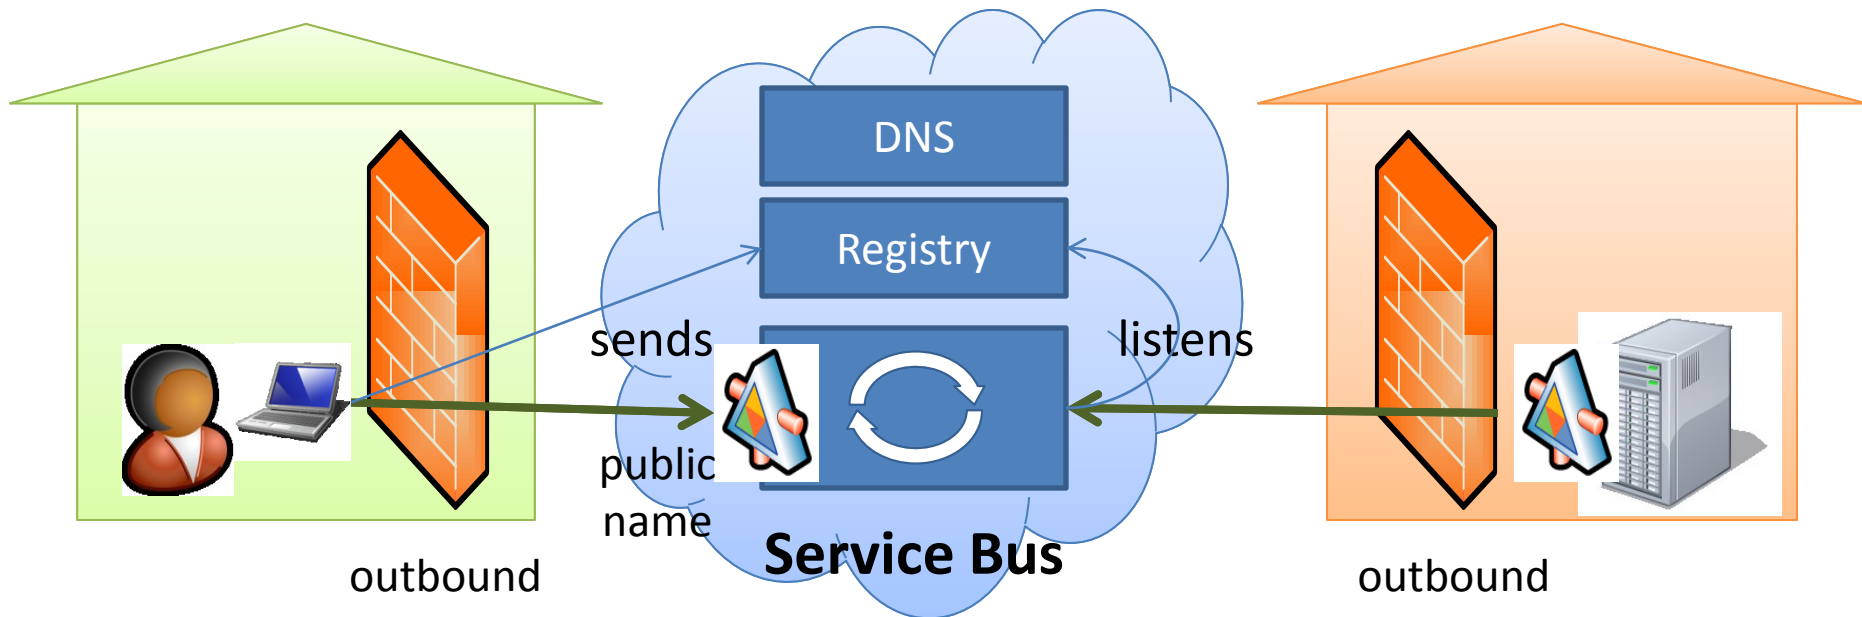 DNS
Registry
sends
listens
public
name
Service Bus
outbound
outbound